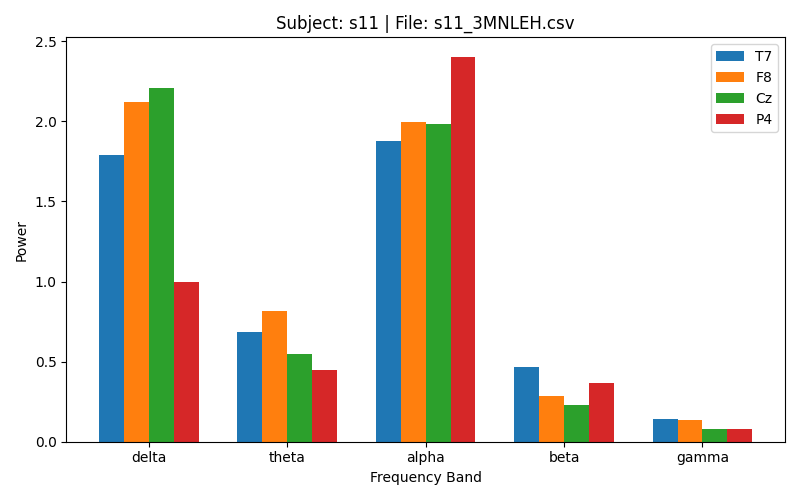 Subject: s11 | File: s11_3MNLEH.csv
2.5
2.0
1.5
1.0
0.5
0.0
Power
T7
F8
Cz
P4
delta
theta
alpha
beta
gamma
Frequency Band